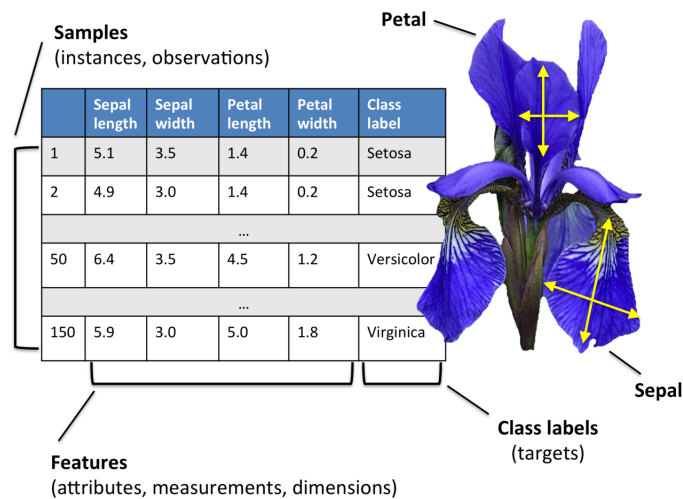 Samples
(instances, observations)
Petal
Sepal length Sepal width Petal length Petal width Class label
1 5.1 3.5 1.4 0.2 Setosa
2 4.9 3.0 1.4 0.2 Setosa
...
50 6.4 3.5 4.5 1.2 Versicolor
...
150 5.9 3.0 5.0 1.8 Virginica
Sepal
Class labels
(targets)
Features
(attributes, measurements, dimensions)